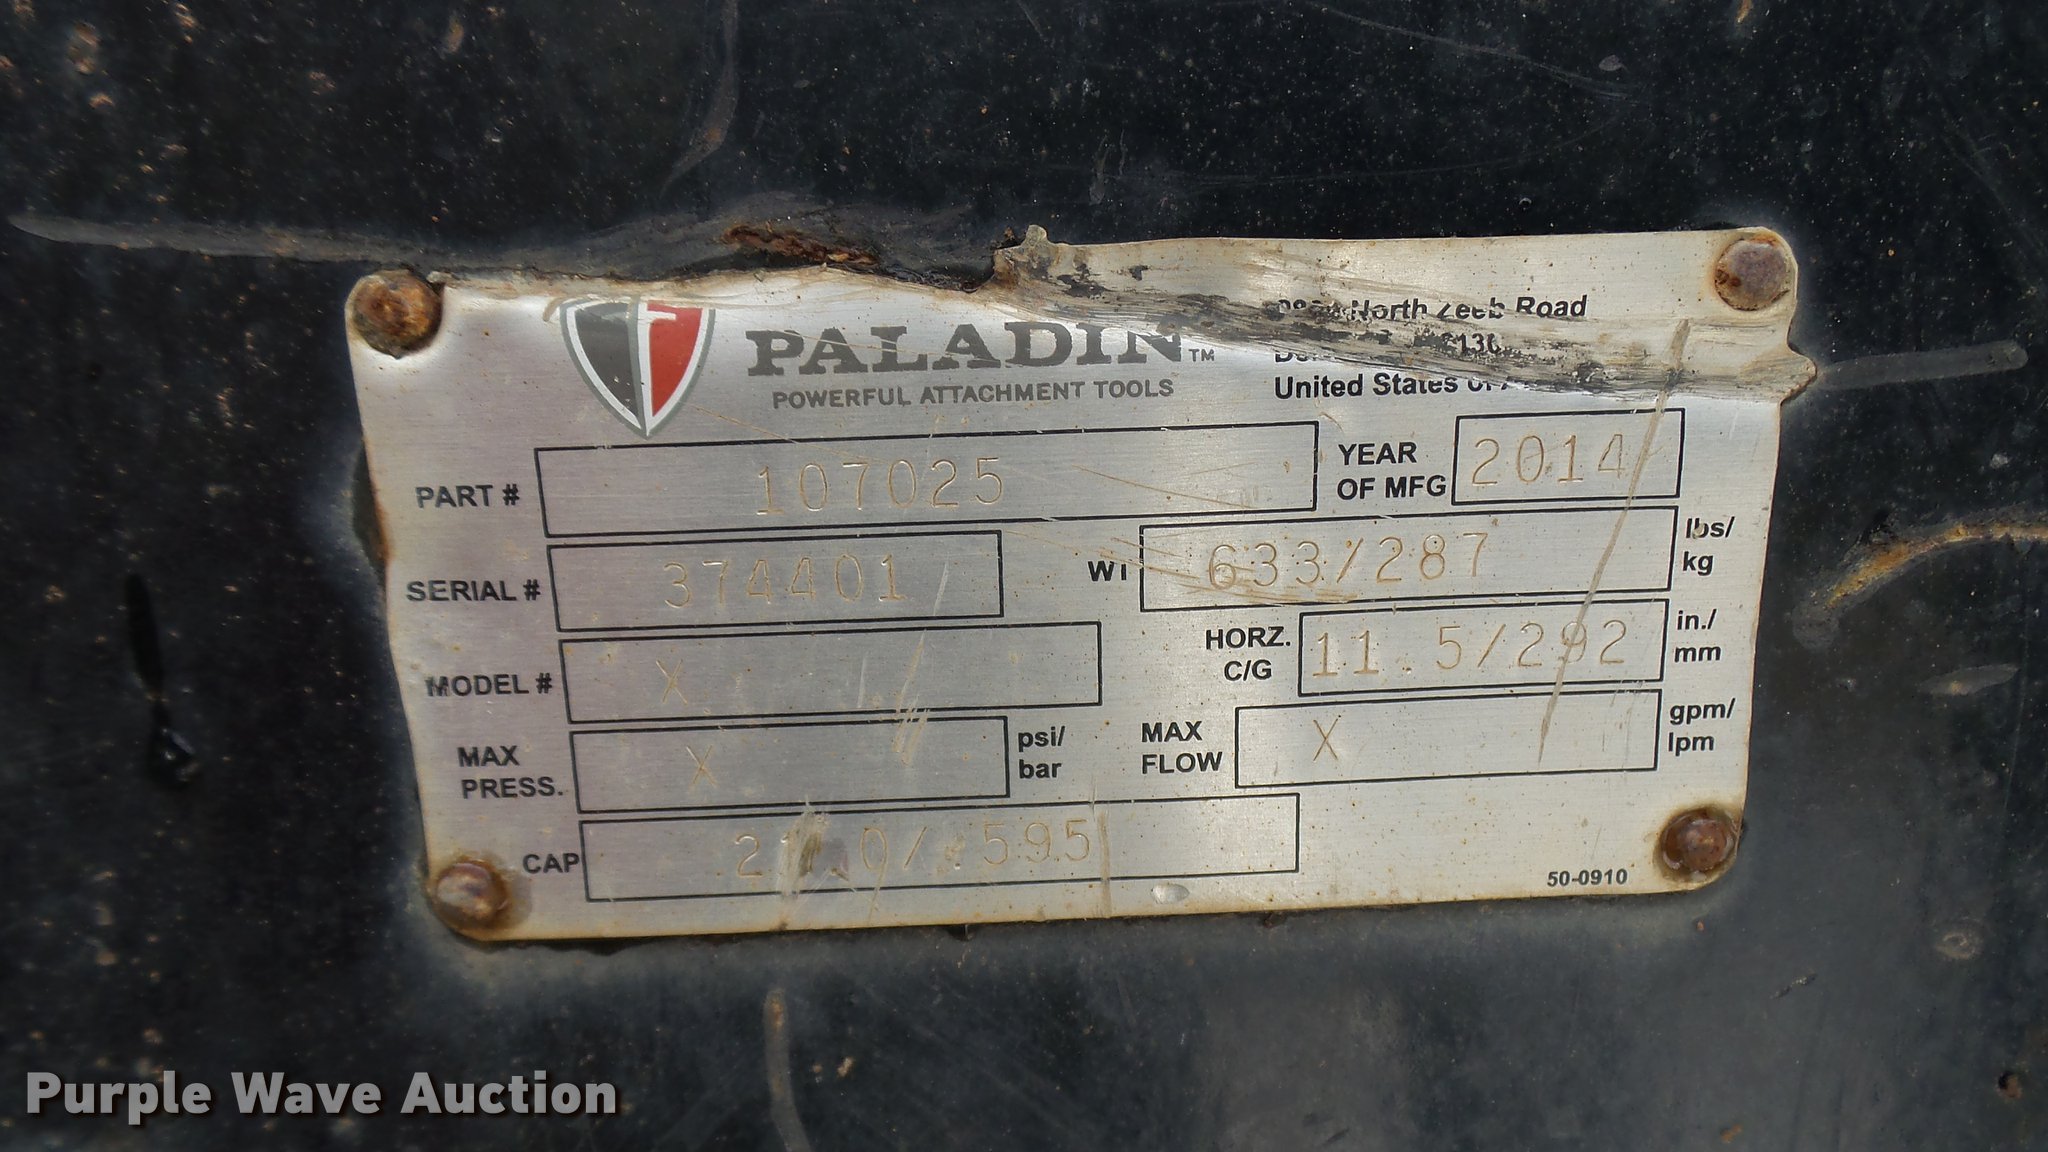 PALADIN™
POWERFUL ATTACHMENT TOOLS
North Zeeb Road
United States
PART # 107025
YEAR OF MFG 2014
SERIAL # 374401
WT 633/287 lbs/kg
MODEL # X
HORZ. C/G 11.5/292 in./mm
MAX PRESS. X psi/bar
MAX FLOW X gpm/lpm
CAP .595
50-0910
Purple Wave Auction